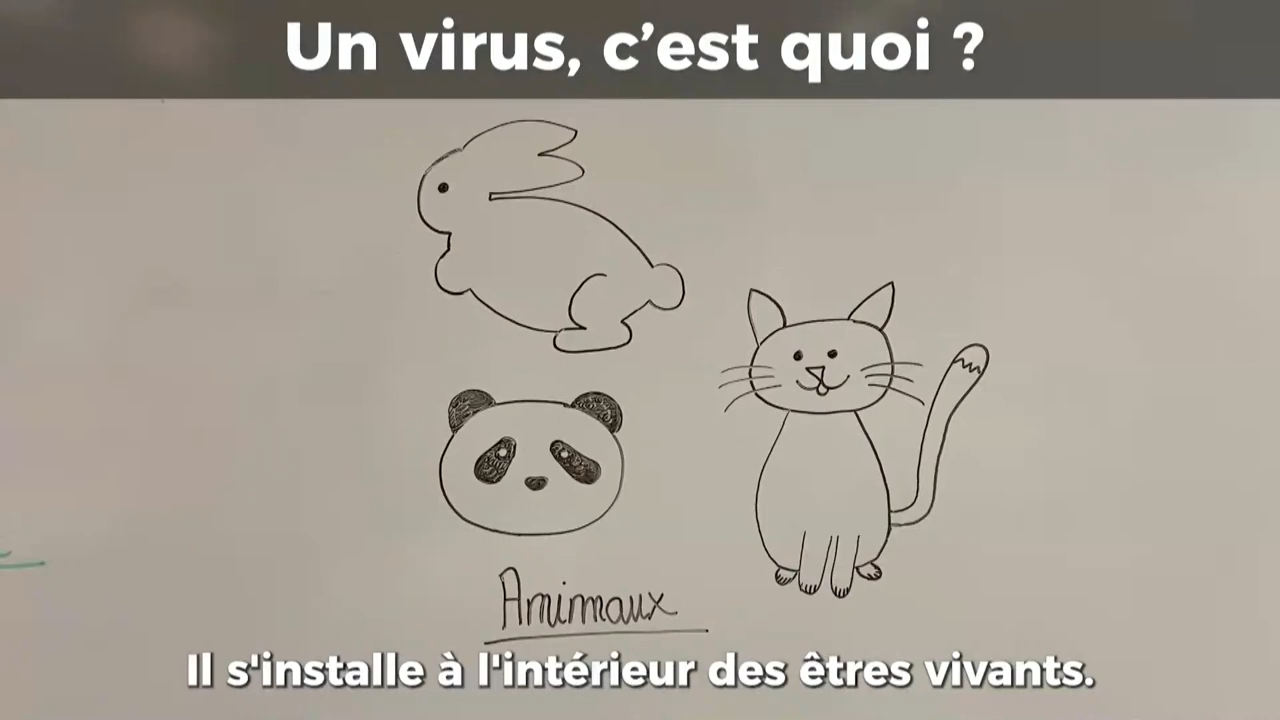 Un virus, c’est quoi ?
Animaux
Il s'installe à l'intérieur des êtres vivants.